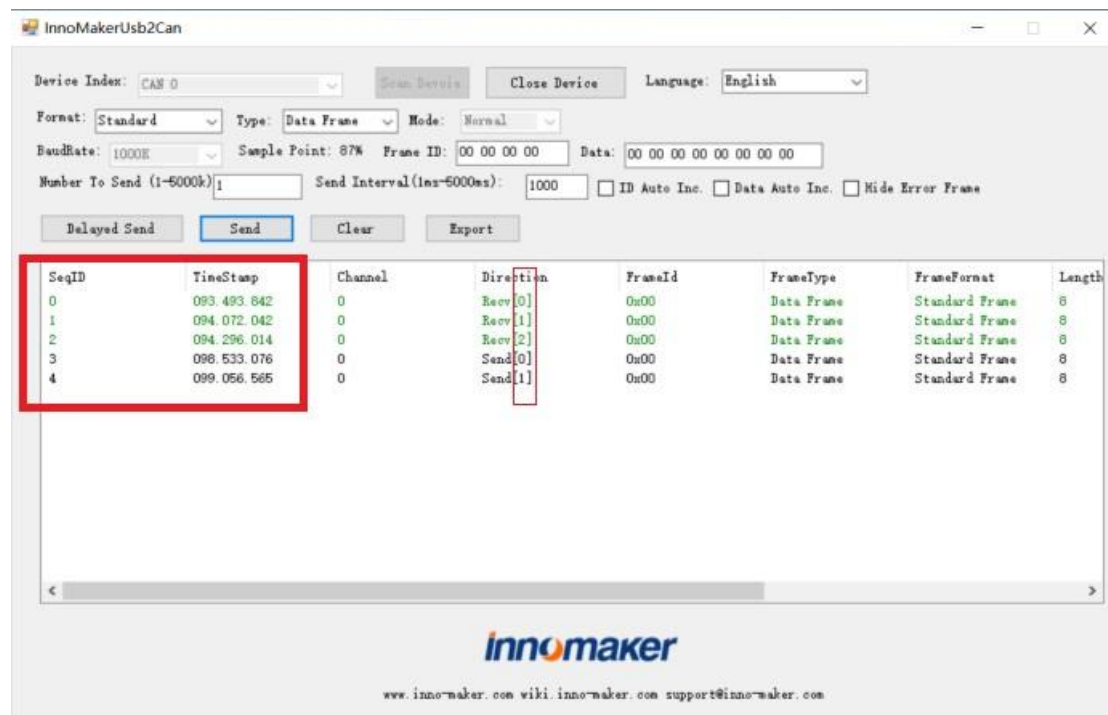 InnoMakerUsb2Can
Device Index: CAN 0 Scan Device Close Device Language: English
Format: Standard Type: Data Frame Mode: Normal
BaudRate: 1000K Sample Point: 87% Frame ID: 00 00 00 00 Data: 00 00 00 00 00 00 00 00
Number To Send (1-5000k) 1 Send Interval(1ms-5000ms): 1000 ID Auto Inc. Data Auto Inc. Hide Error Frame
Delayed Send Send Clear Export
SeqID TimeStamp Channel Direction FrameId FrameType FrameFormat Length
0 093.493.842 0 Recv[0] 0x00 Data Frame Standard Frame 8
1 094.072.042 0 Recv[1] 0x00 Data Frame Standard Frame 8
2 094.296.014 0 Recv[2] 0x00 Data Frame Standard Frame 8
3 098.533.076 0 Send[0] 0x00 Data Frame Standard Frame 8
4 099.056.565 0 Send[1] 0x00 Data Frame Standard Frame 8
innomaker
www.inno-maker.com wiki.inno-maker.com support@inno-maker.com